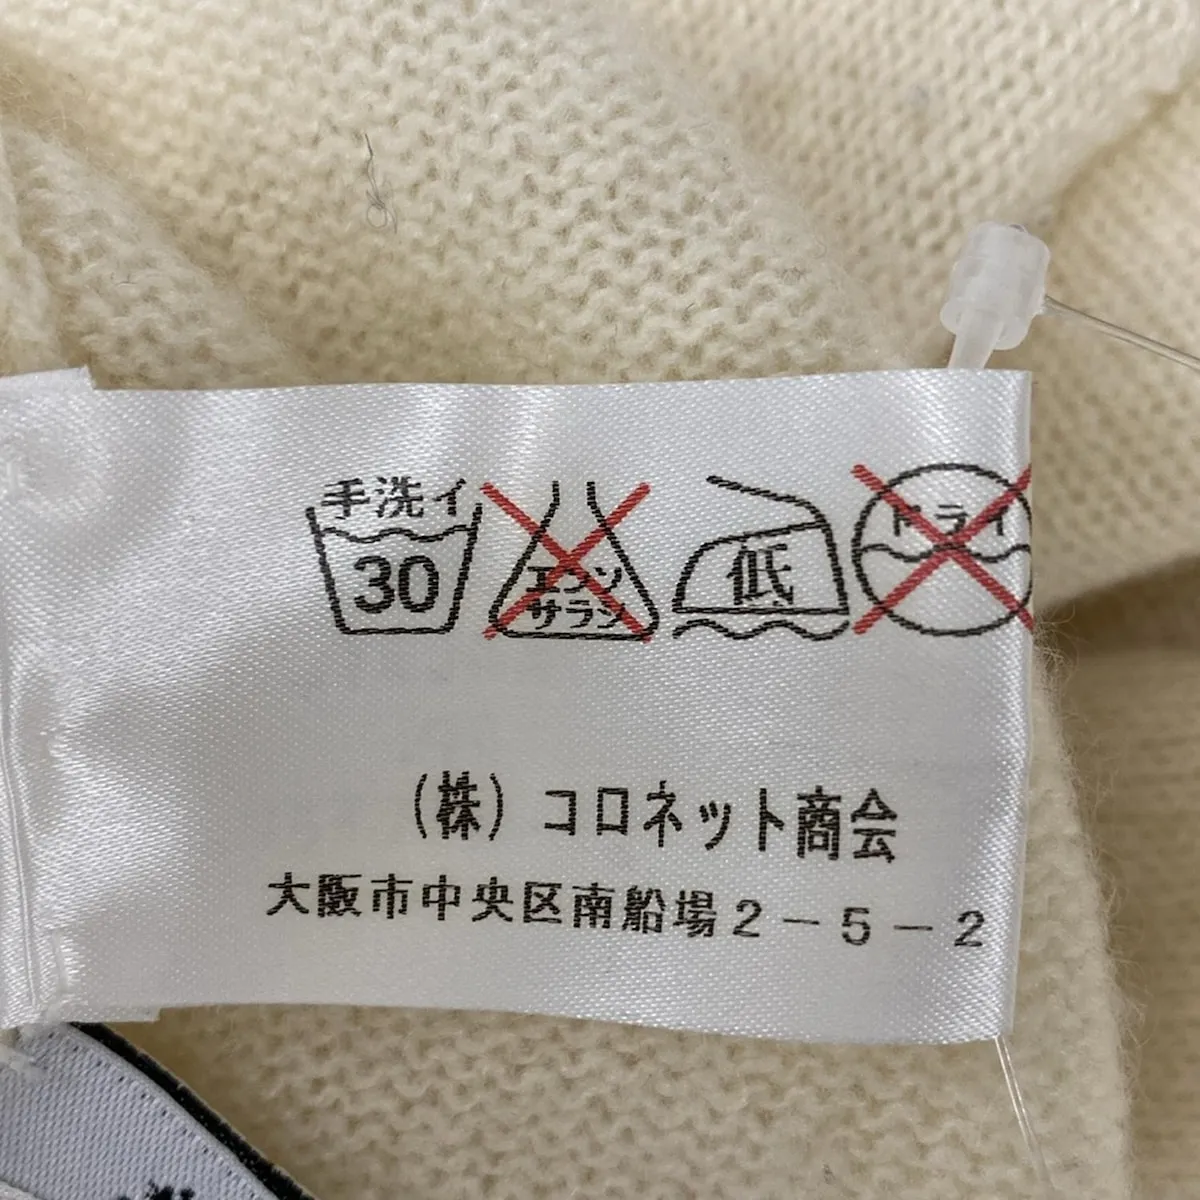 手洗イ
30
エンソ
サラシ
低
ドライ
(株)コロネット商会
大阪市中央区南船場2-5-2